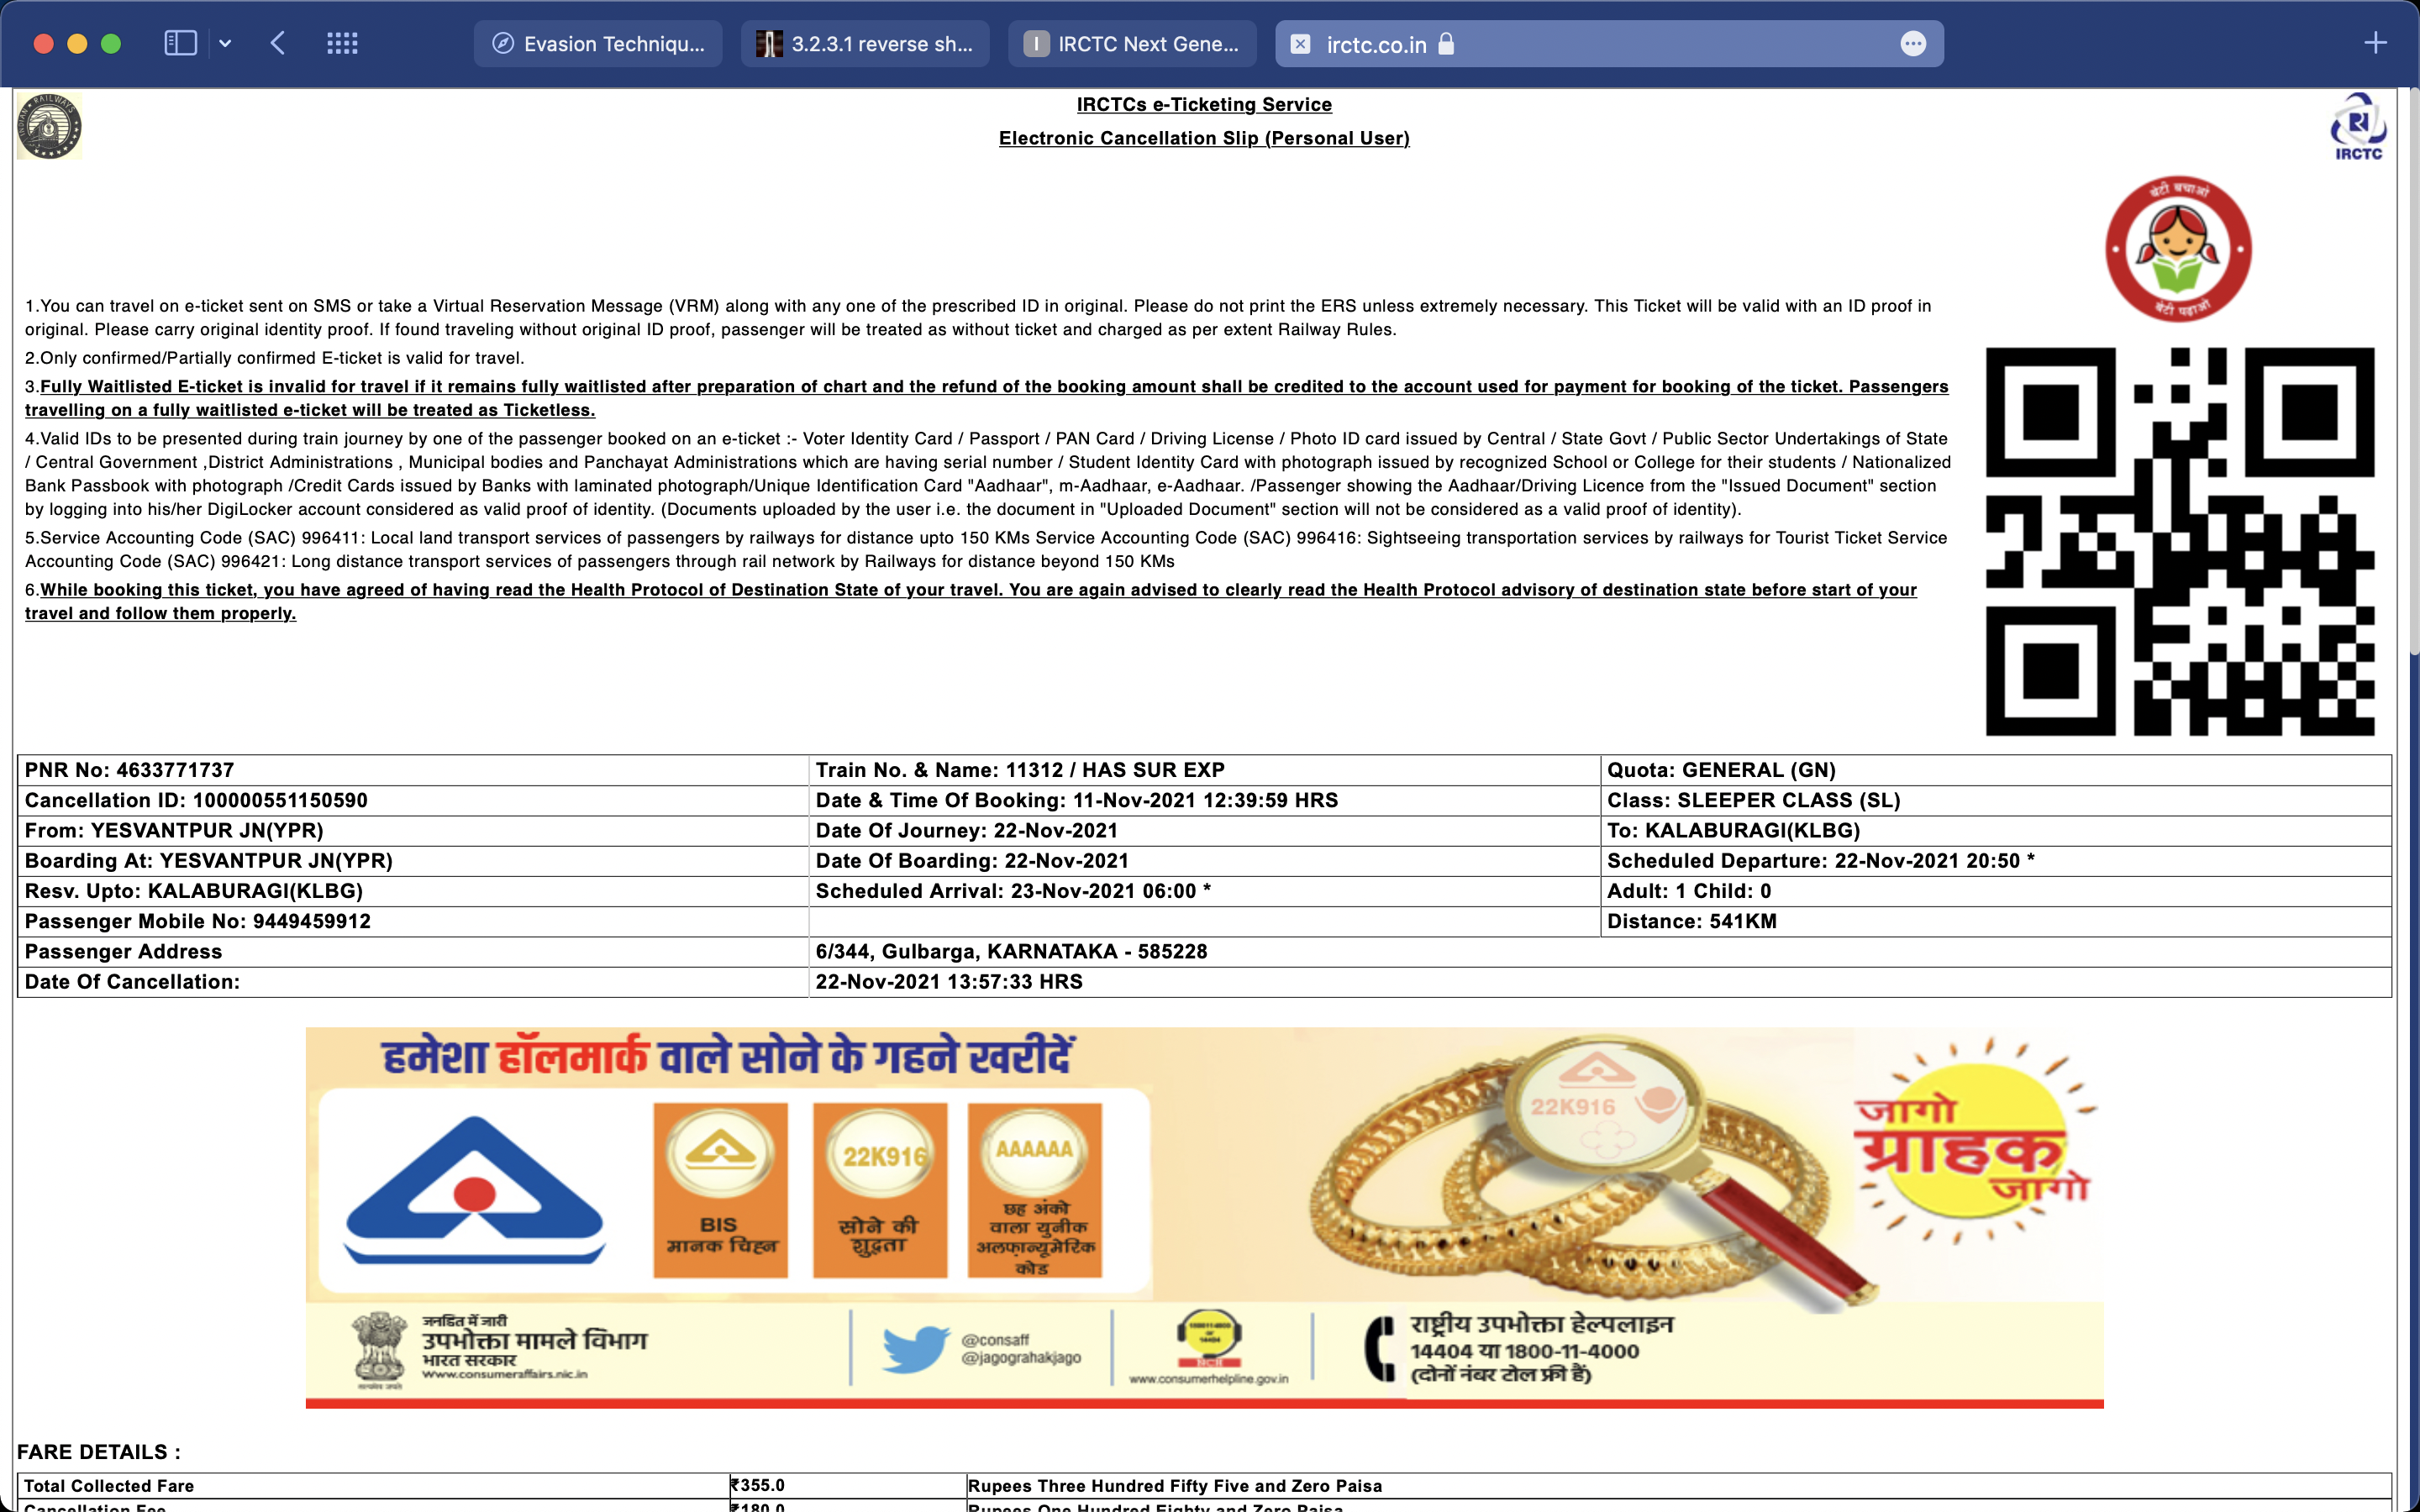 Evasion Techniqu...
3.2.3.1 reverse sh...
I
IRCTC Next Gene...
irctc.co.in
IRCTCs e-Ticketing Service
Electronic Cancellation Slip (Personal User)
INDIAN RAILWAYS
IRCTC
बेटी बचाओ
बेटी पढ़ाओ
1.You can travel on e-ticket sent on SMS or take a Virtual Reservation Message (VRM) along with any one of the prescribed ID in original. Please do not print the ERS unless extremely necessary. This Ticket will be valid with an ID proof in
original. Please carry original identity proof. If found traveling without original ID proof, passenger will be treated as without ticket and charged as per extent Railway Rules.
2.Only confirmed/Partially confirmed E-ticket is valid for travel.
3.Fully Waitlisted E-ticket is invalid for travel if it remains fully waitlisted after preparation of chart and the refund of the booking amount shall be credited to the account used for payment for booking of the ticket. Passengers
travelling on a fully waitlisted e-ticket will be treated as Ticketless.
4.Valid IDs to be presented during train journey by one of the passenger booked on an e-ticket :- Voter Identity Card / Passport / PAN Card / Driving License / Photo ID card issued by Central / State Govt / Public Sector Undertakings of State
/ Central Government ,District Administrations , Municipal bodies and Panchayat Administrations which are having serial number / Student Identity Card with photograph issued by recognized School or College for their students / Nationalized
Bank Passbook with photograph /Credit Cards issued by Banks with laminated photograph/Unique Identification Card "Aadhaar", m-Aadhaar, e-Aadhaar. /Passenger showing the Aadhaar/Driving Licence from the "Issued Document" section
by logging into his/her DigiLocker account considered as valid proof of identity. (Documents uploaded by the user i.e. the document in "Uploaded Document" section will not be considered as a valid proof of identity).
5.Service Accounting Code (SAC) 996411: Local land transport services of passengers by railways for distance upto 150 KMs Service Accounting Code (SAC) 996416: Sightseeing transportation services by railways for Tourist Ticket Service
Accounting Code (SAC) 996421: Long distance transport services of passengers through rail network by Railways for distance beyond 150 KMs
6.While booking this ticket, you have agreed of having read the Health Protocol of Destination State of your travel. You are again advised to clearly read the Health Protocol advisory of destination state before start of your
travel and follow them properly.
PNR No: 4633771737 Train No. & Name: 11312 / HAS SUR EXP Quota: GENERAL (GN)
Cancellation ID: 100000551150590 Date & Time Of Booking: 11-Nov-2021 12:39:59 HRS Class: SLEEPER CLASS (SL)
From: YESVANTPUR JN(YPR) Date Of Journey: 22-Nov-2021 To: KALABURAGI(KLBG)
Boarding At: YESVANTPUR JN(YPR) Date Of Boarding: 22-Nov-2021 Scheduled Departure: 22-Nov-2021 20:50 *
Resv. Upto: KALABURAGI(KLBG) Scheduled Arrival: 23-Nov-2021 06:00 * Adult: 1 Child: 0
Passenger Mobile No: 9449459912 Distance: 541KM
Passenger Address 6/344, Gulbarga, KARNATAKA - 585228
Date Of Cancellation: 22-Nov-2021 13:57:33 HRS
हमेशा हॉलमार्क वाले सोने के गहने खरीदें
22K916
AAAAAA
BIS
मानक चिह्न
सोने की
शुद्धता
छह अंको
वाला युनीक
अलफ़ान्यूमेरिक
कोड
22K916
जागो
ग्राहक
जागो
जनहित में जारी
उपभोक्ता मामले विभाग
भारत सरकार
www.consumeraffairs.nic.in
@consaff
@jagograhakjago
NCH
www.consumerhelpline.gov.in
राष्ट्रीय उपभोक्ता हेल्पलाइन
14404 या 1800-11-4000
(दोनों नंबर टोल फ्री हैं)
FARE DETAILS :
Total Collected Fare ₹355.0 Rupees Three Hundred Fifty Five and Zero Paisa
Cancellation Fee ₹180.0 Rupees One Hundred Eighty and Zero Paisa